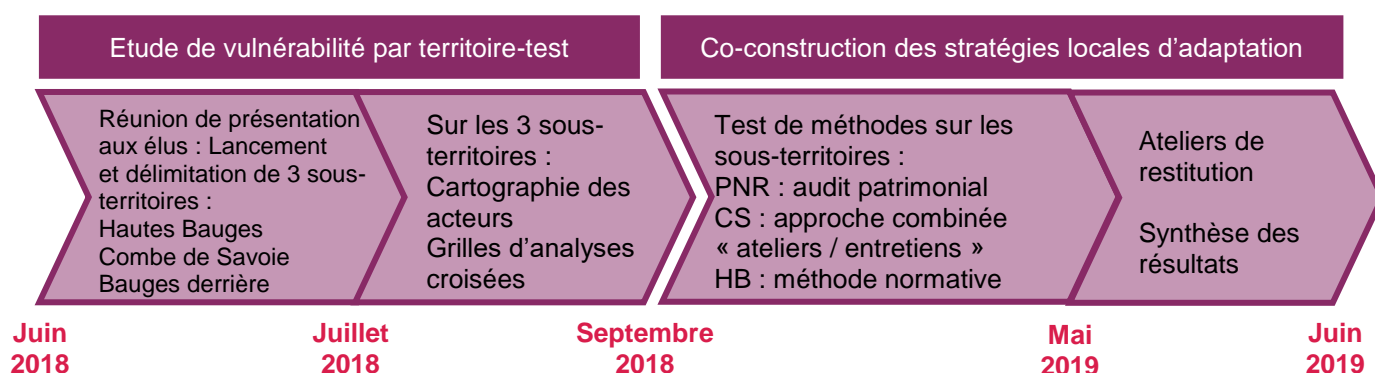 Etude de vulnérabilité par territoire-test
Co-construction des stratégies locales d'adaptation
Réunion de présentation
aux élus : Lancement
et délimitation de 3 sous-
territoires :
Hautes Bauges
Combe de Savoie
Bauges derrière
Sur les 3 sous-
territoires :
Cartographie des
acteurs
Grilles d'analyses
croisées
Test de méthodes sur les
sous-territoires :
PNR : audit patrimonial
CS : approche combinée
« ateliers / entretiens »
HB : méthode normative
Ateliers de
restitution
Synthèse des
résultats
Juin
2018
Juillet
2018
Septembre
2018
Mai
2019
Juin
2019